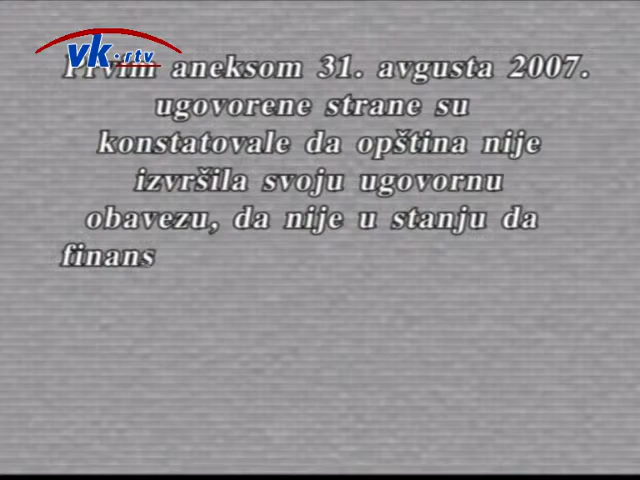 vk.rtv
Prvim aneksom 31. avgusta 2007.
ugovorene strane su
konstatovale da opština nije
izvršila svoju ugovornu
obavezu, da nije u stanju da
finans